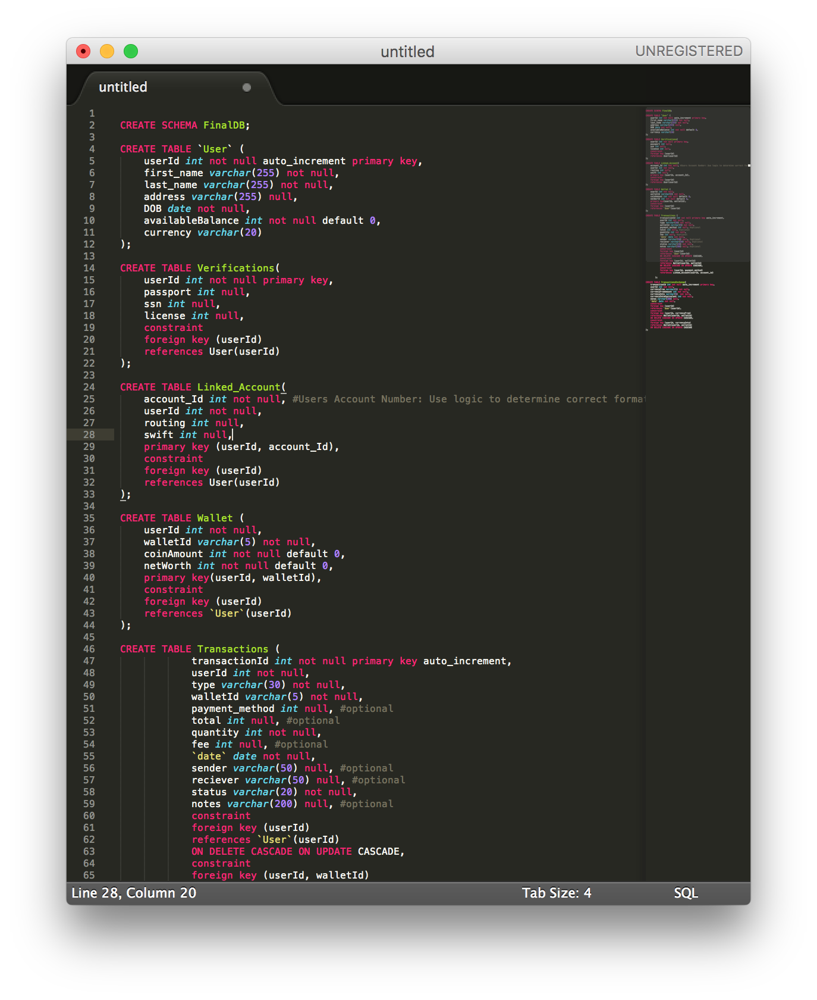 untitled
UNREGISTERED
untitled
1
2 CREATE SCHEMA FinalDB;
3
4 CREATE TABLE `User` (
5 userId int not null auto_increment primary key,
6 first_name varchar(255) not null,
7 last_name varchar(255) not null,
8 address varchar(255) null,
9 DOB date not null,
10 availableBalance int not null default 0,
11 currency varchar(20)
12 );
13
14 CREATE TABLE Verifications(
15 userId int not null primary key,
16 passport int null,
17 ssn int null,
18 license int null,
19 constraint
20 foreign key (userId)
21 references User(userId)
22 );
23
24 CREATE TABLE Linked_Account(
25 account_Id int not null, #Users Account Number: Use logic to determine correct format
26 userId int not null,
27 routing int null,
28 swift int null,
29 primary key (userId, account_Id),
30 constraint
31 foreign key (userId)
32 references User(userId)
33 );
34
35 CREATE TABLE Wallet (
36 userId int not null,
37 walletId varchar(5) not null,
38 coinAmount int not null default 0,
39 netWorth int not null default 0,
40 primary key(userId, walletId),
41 constraint
42 foreign key (userId)
43 references `User`(userId)
44 );
45
46 CREATE TABLE Transactions (
47 transactionId int not null primary key auto_increment,
48 userId int not null,
49 type varchar(30) not null,
50 walletId varchar(5) not null,
51 payment_method int null, #optional
52 total int null, #optional
53 quantity int not null,
54 fee int null, #optional
55 `date` date not null,
56 sender varchar(50) null, #optional
57 reciever varchar(50) null, #optional
58 status varchar(20) not null,
59 notes varchar(200) null, #optional
60 constraint
61 foreign key (userId)
62 references `User`(userId)
63 ON DELETE CASCADE ON UPDATE CASCADE,
64 constraint
65 foreign key (userId, walletId)
Line 28, Column 20
Tab Size: 4
SQL